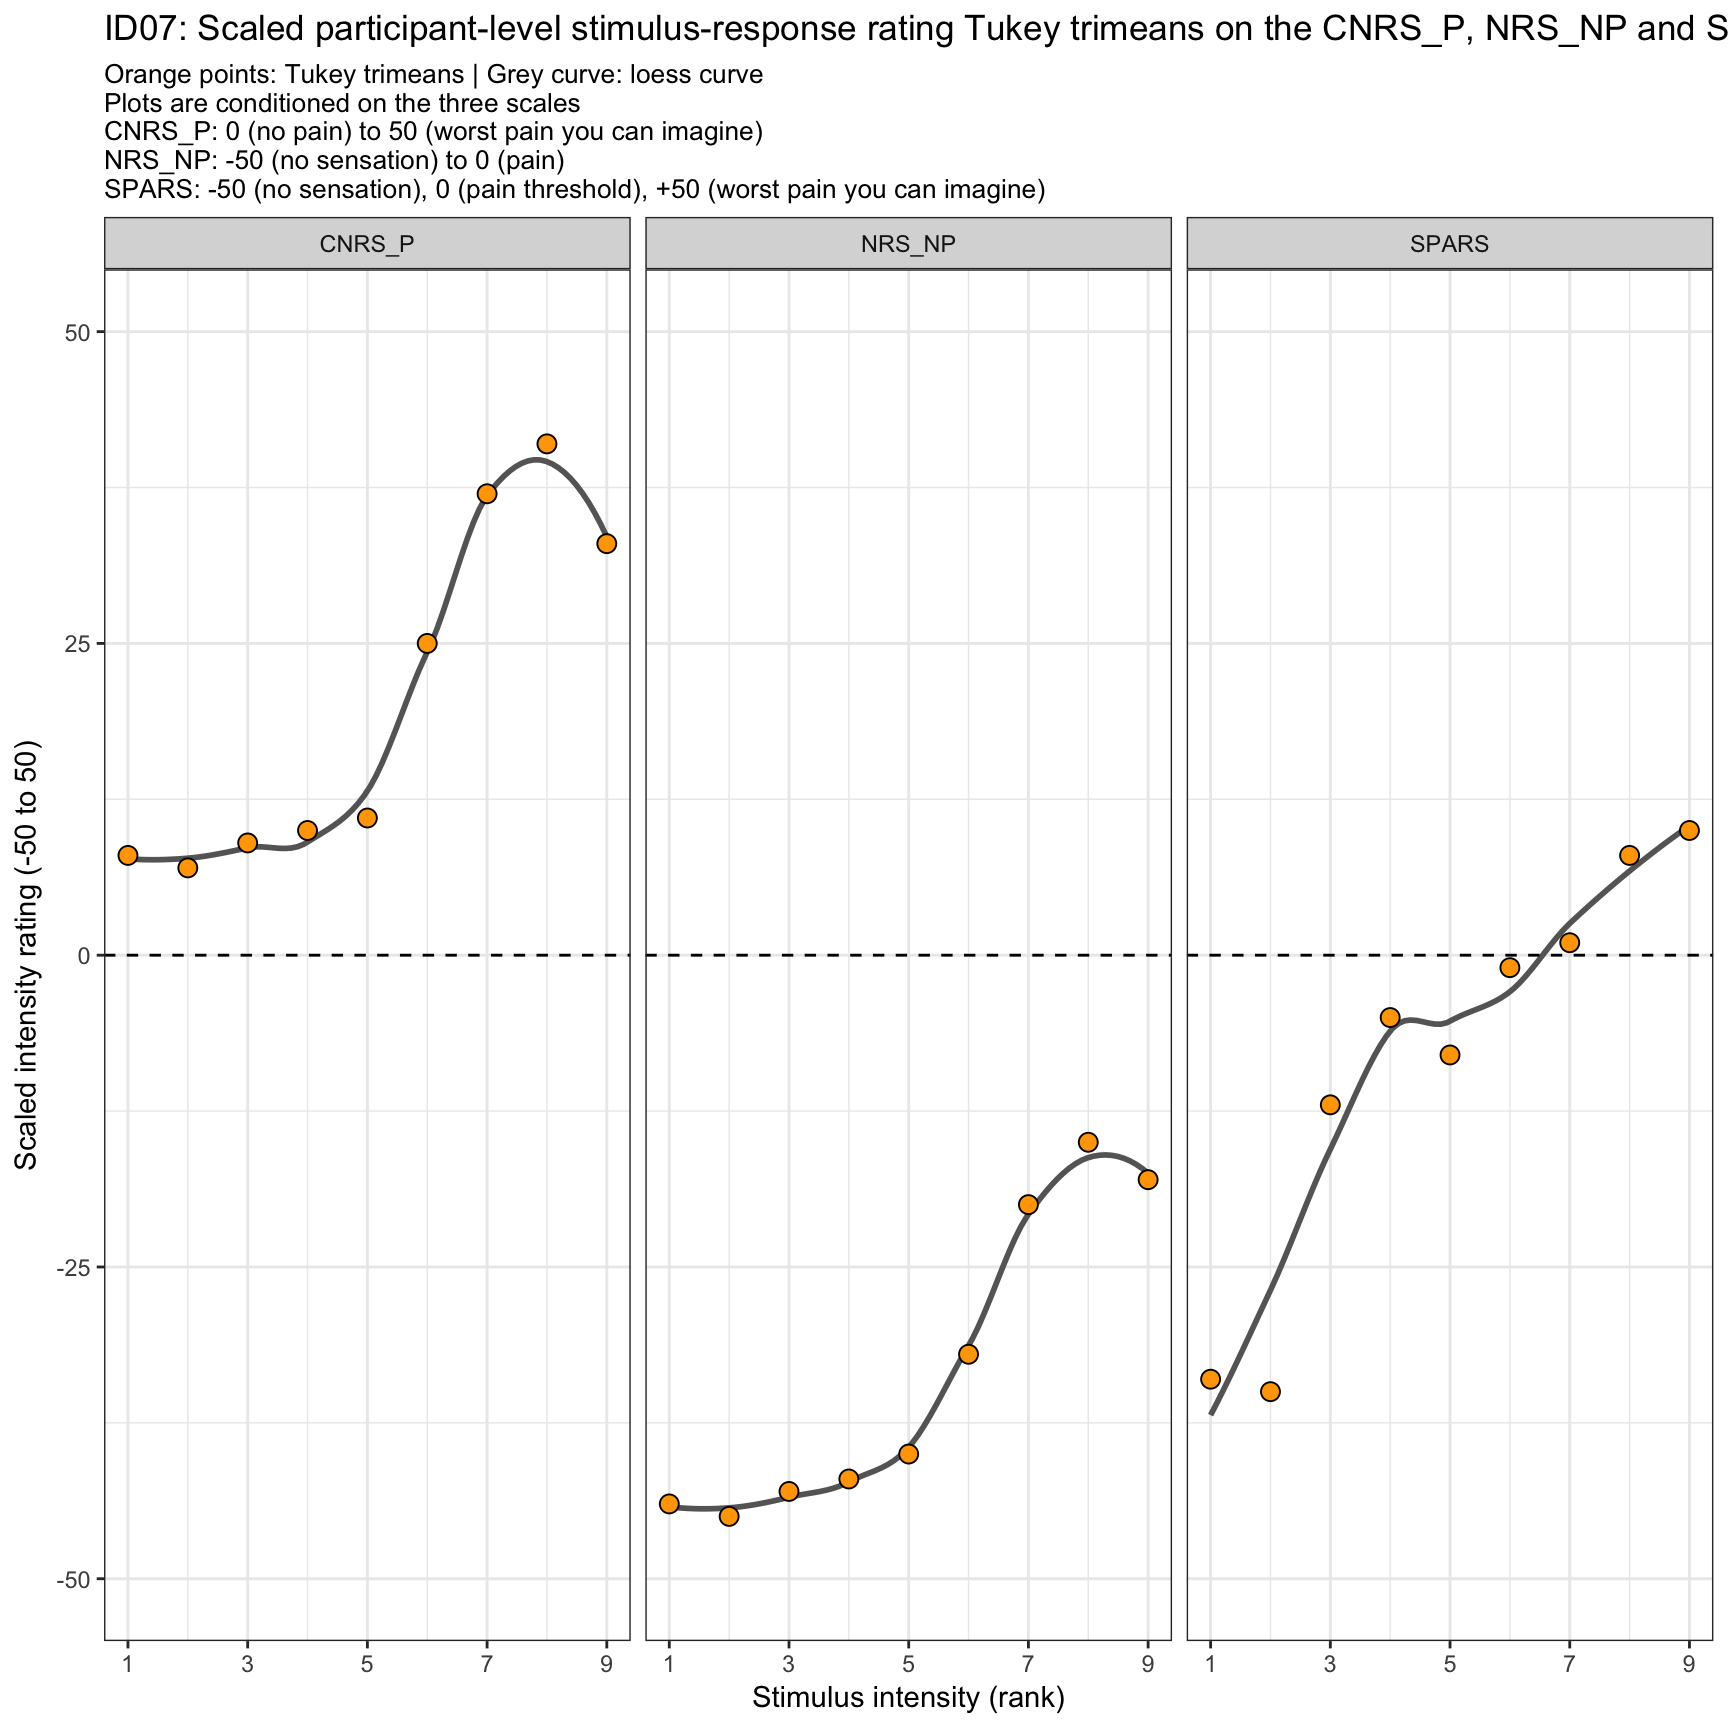 ID07: Scaled participant-level stimulus-response rating Tukey trimeans on the CNRS_P, NRS_NP and S
Orange points: Tukey trimeans | Grey curve: loess curve
Plots are conditioned on the three scales
CNRS_P: 0 (no pain) to 50 (worst pain you can imagine)
NRS_NP: -50 (no sensation) to 0 (pain)
SPARS: -50 (no sensation), 0 (pain threshold), +50 (worst pain you can imagine)
CNRS_P NRS_NP SPARS
50
25
0
-25
-50
Scaled intensity rating (-50 to 50)
1 3 5 7 9 1 3 5 7 9 1 3 5 7 9
Stimulus intensity (rank)